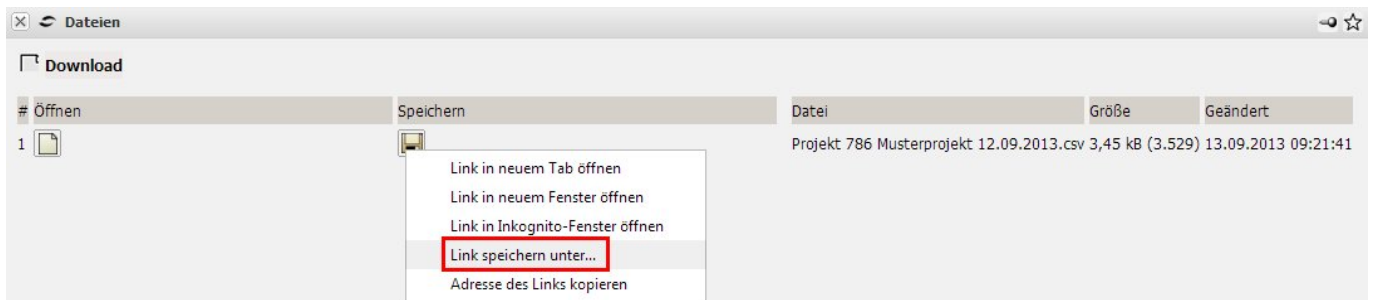 Dateien
Download
# Öffnen Speichern Datei Größe Geändert
1 Projekt 786 Musterprojekt 12.09.2013.csv 3,45 kB (3.529) 13.09.2013 09:21:41
Link in neuem Tab öffnen
Link in neuem Fenster öffnen
Link in Inkognito-Fenster öffnen
Link speichern unter...
Adresse des Links kopieren